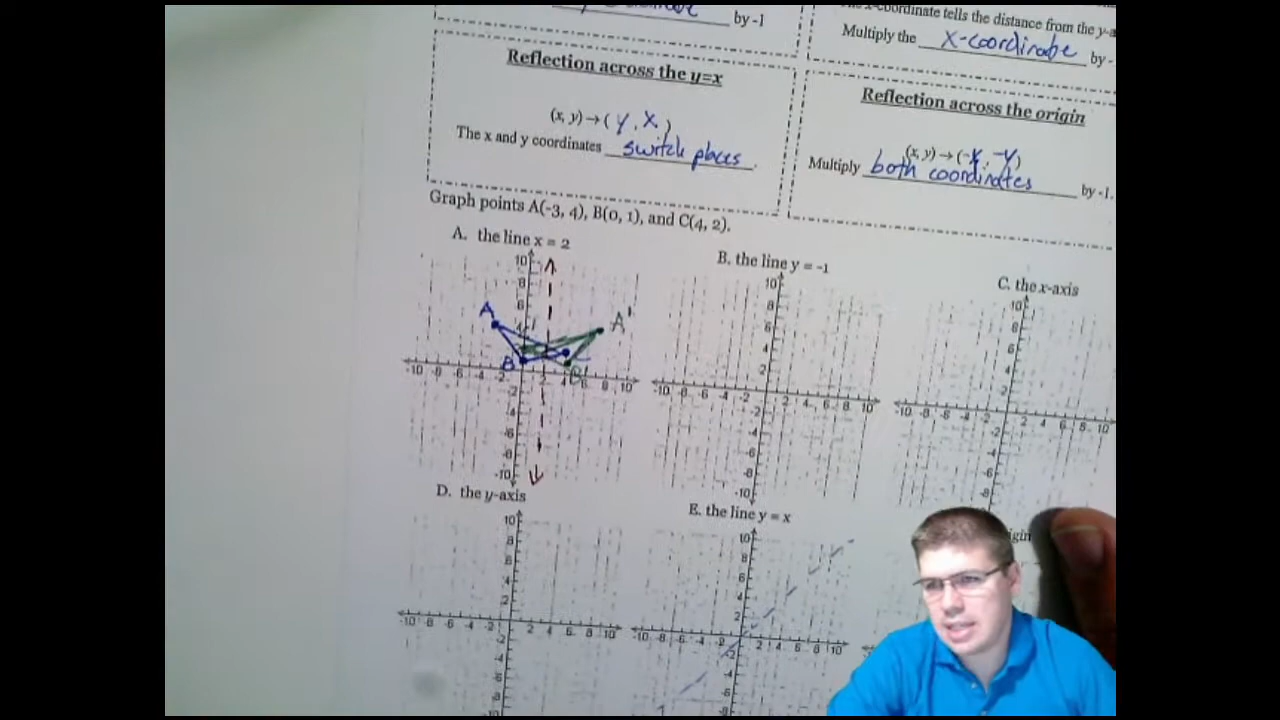 by -1
x-coordinate tells the distance from the
Multiply the x-coordinate by -
Reflection across the y=x
(x, y) → (y, x)
The x and y coordinates switch places.
Reflection across the origin
(x, y) → (-x, -y)
Multiply both coordinates by -1.
Graph points A(-3, 4), B(0, 1), and C(4, 2).
A. the line x = 2
B. the line y = -1
C. the x-axis
A
B
A'
B'
D. the y-axis
E. the line y = x